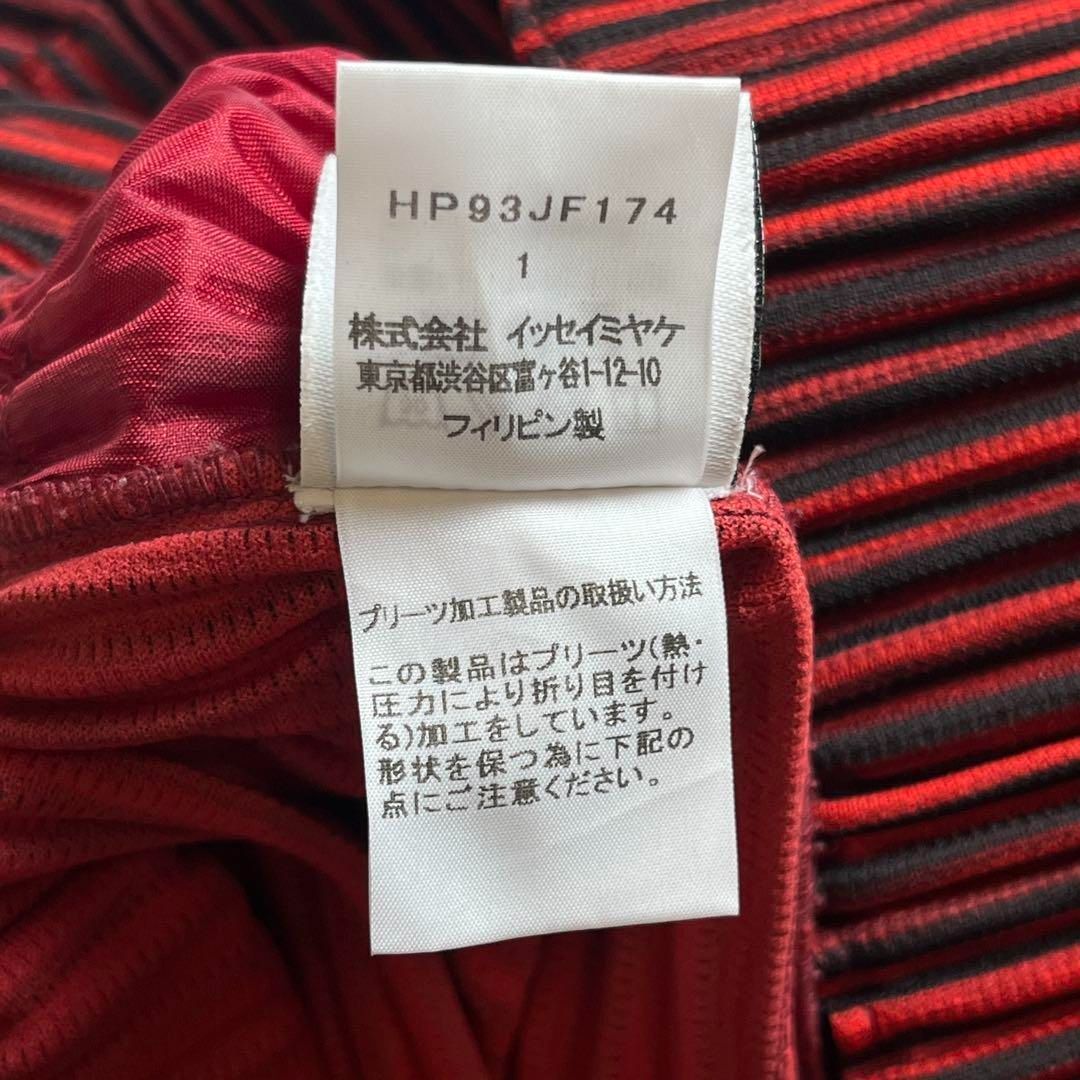 HP93JF174
1
株式会社 イッセイミヤケ
東京都渋谷区富ヶ谷1-12-10
フィリピン製
プリーツ加工製品の取扱い方法
この製品はプリーツ(熱・
圧力により折り目を付け
る)加工をしています。
形状を保つ為に下記の
点にご注意ください。